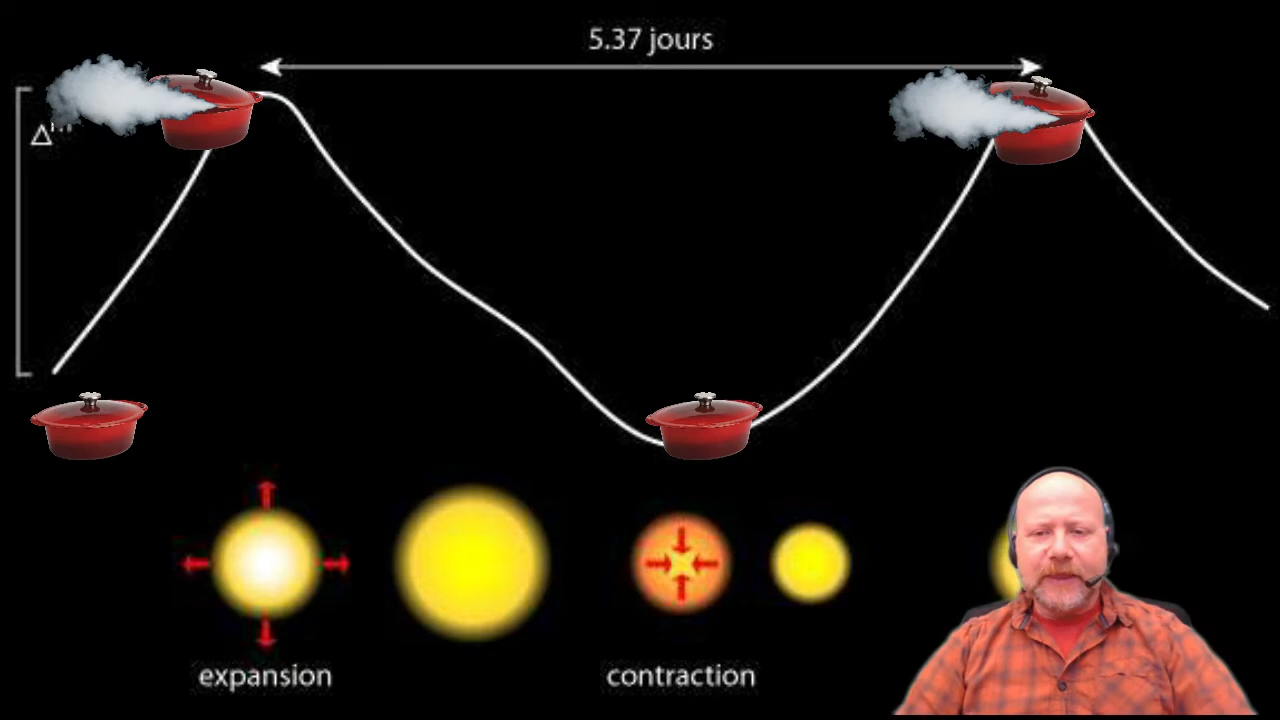 5.37 jours
Δ
expansion
contraction